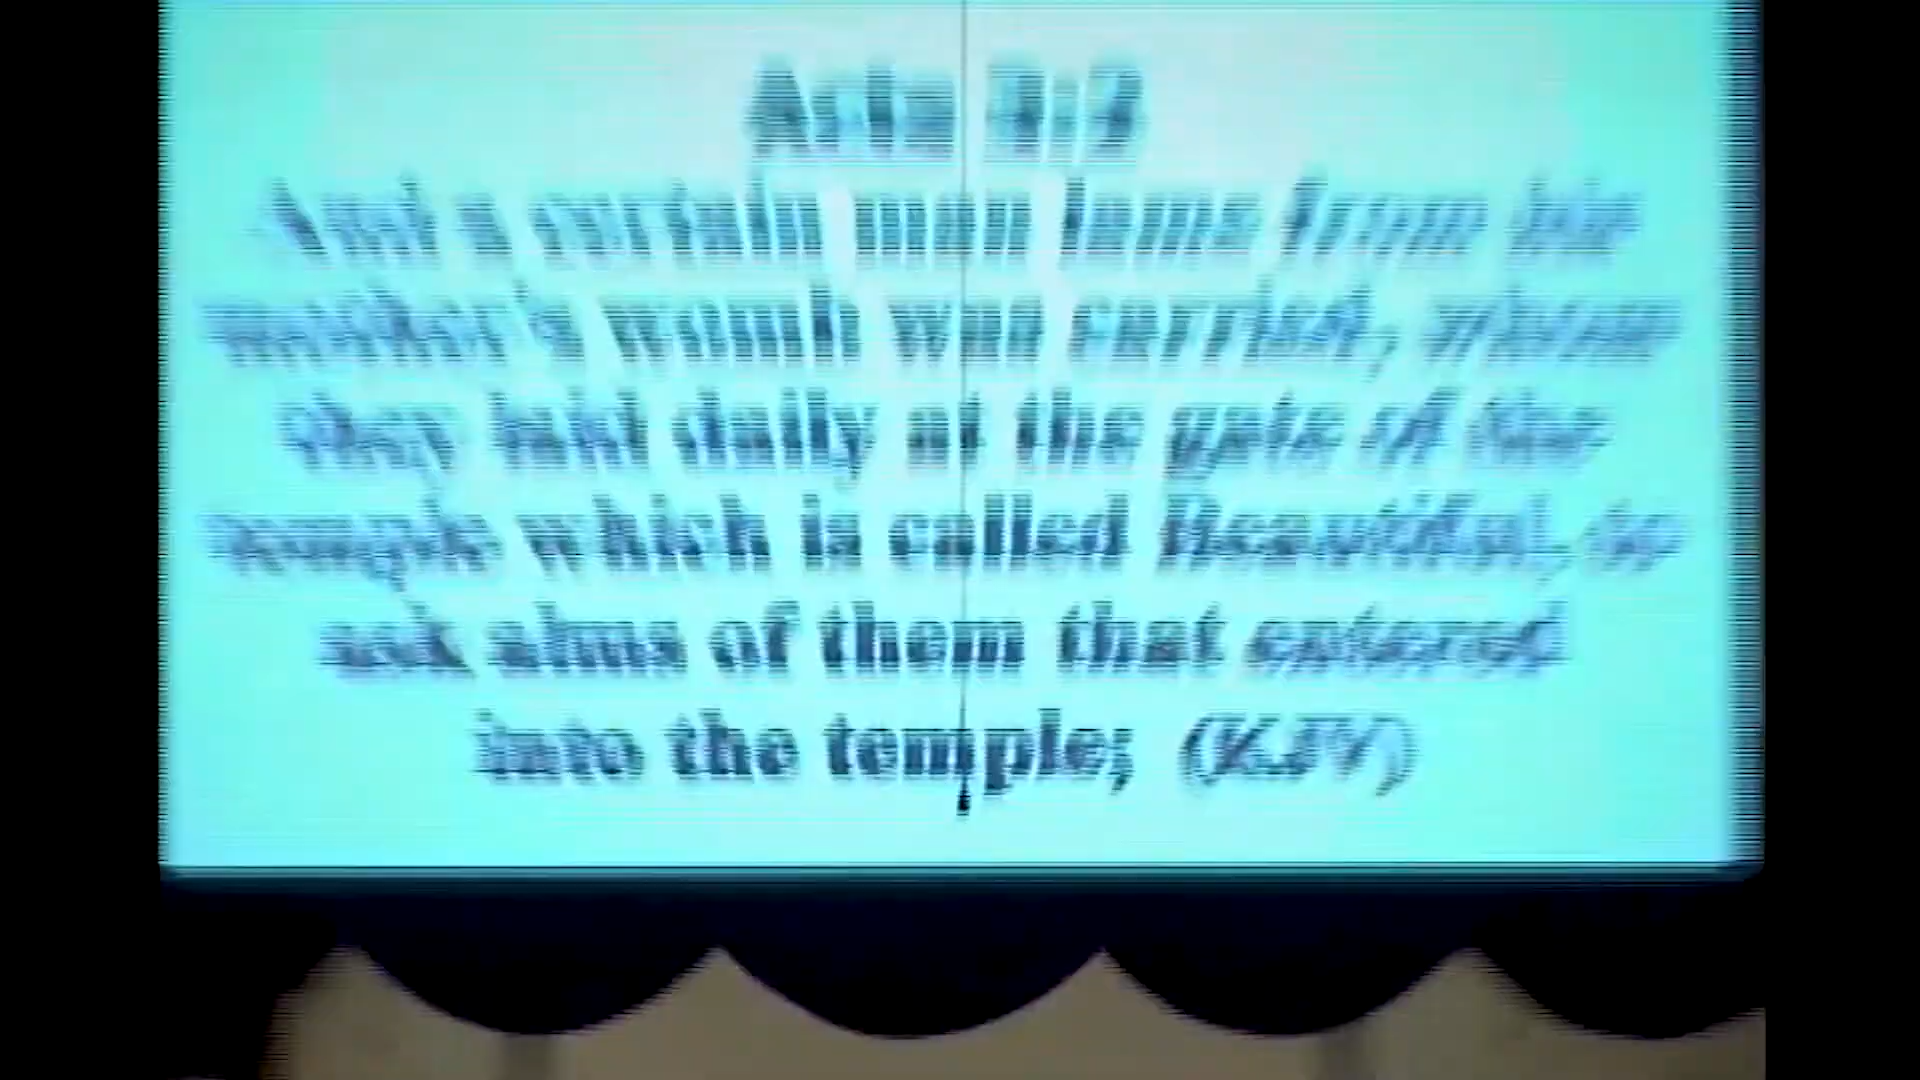 Acts 3:2
And a certain man lame from his
mother's womb was carried, whom
they laid daily at the gate of the
temple which is called Beautiful, to
ask alms of them that entered
into the temple; (KJV)